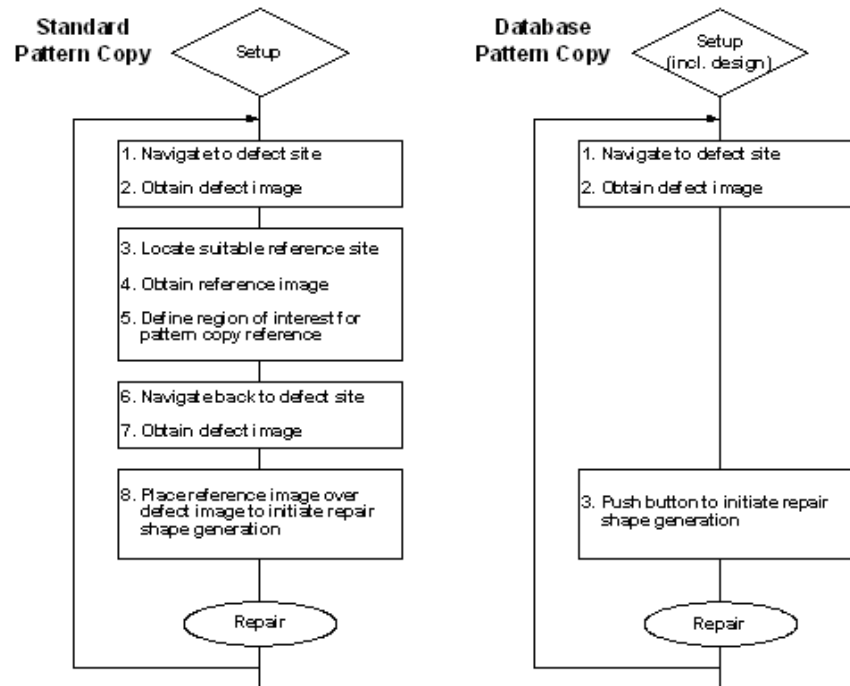 Standard
Pattern Copy
Setup
1. Navigate to defect site
2. Obtain defect image
3. Locate suitable reference site
4. Obtain reference image
5. Define region of interest for
pattern copy reference
6. Navigate back to defect site
7. Obtain defect image
8. Place reference image over
defect image to initiate repair
shape generation
Repair
Database
Pattern Copy
Setup
(incl. design)
1. Navigate to defect site
2. Obtain defect image
3. Push button to initiate repair
shape generation
Repair